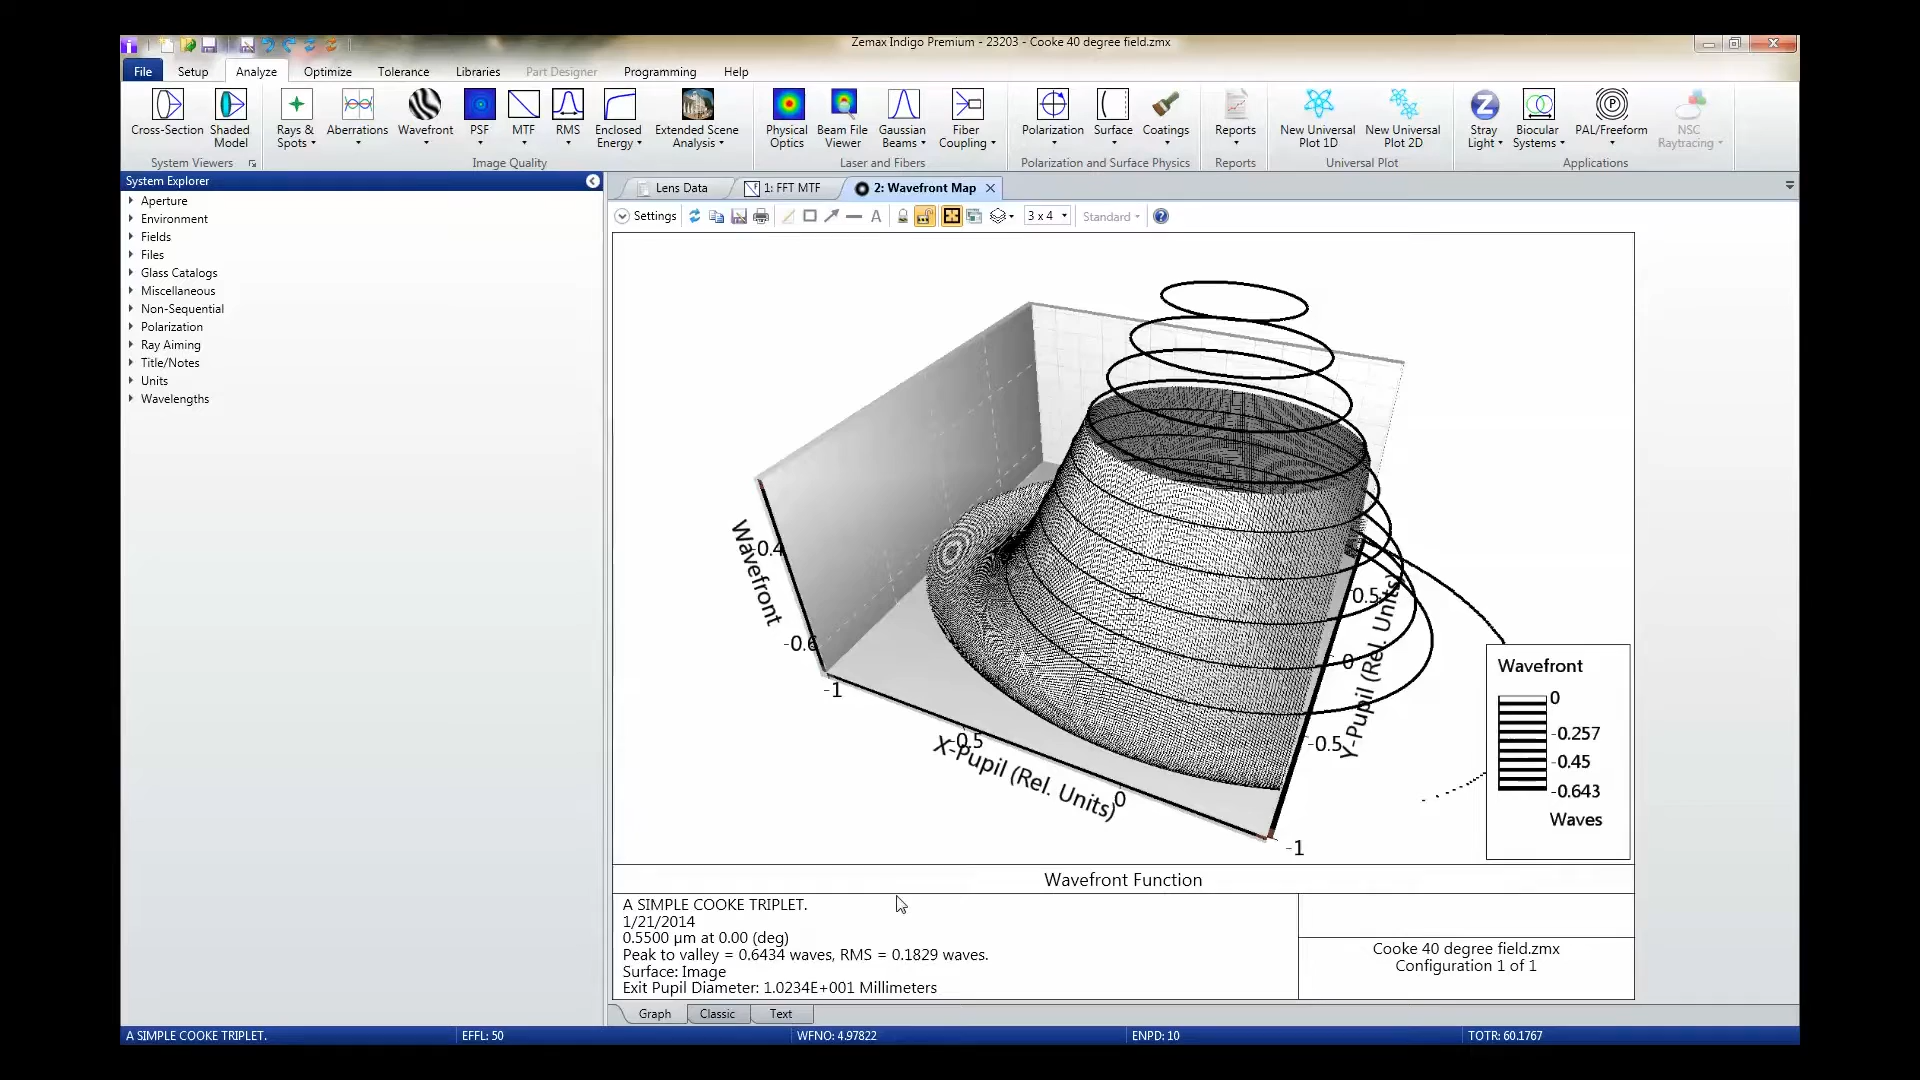 Zemax Indigo Premium - 23203 - Cooke 40 degree field.zmx
File Setup Analyze Optimize Tolerance Libraries Part Designer Programming Help
Cross-Section
Shaded Model
Rays & Spots
Aberrations
Wavefront
PSF
MTF
RMS
Enclosed Energy
Extended Scene Analysis
Physical Optics
Beam File Viewer
Gaussian Beams
Fiber Coupling
Polarization
Surface
Coatings
Reports
New Universal Plot 1D
New Universal Plot 2D
Stray Light
Biocular Systems
PAL/Freeform
NSC Raytracing
System Viewers
Image Quality
Laser and Fibers
Polarization and Surface Physics
Reports
Universal Plot
Applications
System Explorer
Aperture
Environment
Fields
Files
Glass Catalogs
Miscellaneous
Non-Sequential
Polarization
Ray Aiming
Title/Notes
Units
Wavelengths
Lens Data
1: FFT MTF
2: Wavefront Map
Settings
A
3 x 4
Standard
Wavefront
-0.4
-0.6
-1
-0.5
X-Pupil (Rel. Units)
0
0.5
0
-0.5
-1
Y-Pupil (Rel. Units)
Wavefront
0
-0.257
-0.45
-0.643
Waves
Wavefront Function
A SIMPLE COOKE TRIPLET.
1/21/2014
0.5500 µm at 0.00 (deg)
Peak to valley = 0.6434 waves, RMS = 0.1829 waves.
Surface: Image
Exit Pupil Diameter: 1.0234E+001 Millimeters
Cooke 40 degree field.zmx
Configuration 1 of 1
Graph Classic Text
A SIMPLE COOKE TRIPLET. EFFL: 50 WFNO: 4.97822 ENPD: 10 TOTR: 60.1767